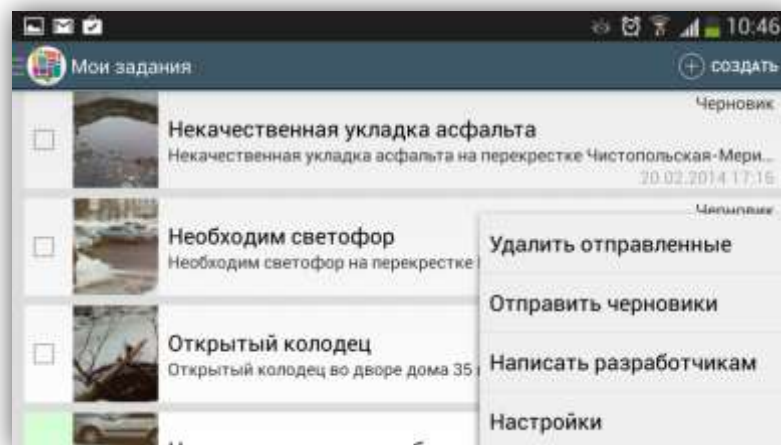 10:46
Мои задания
СОЗДАТЬ
Черновик
Некачественная укладка асфальта
Некачественная укладка асфальта на перекрестке Чистопольская-Мери...
20.02.2014 17:16
Черновик
Необходим светофор
Необходим светофор на перекрестке
Удалить отправленные
Отправить черновики
Открытый колодец
Открытый колодец во дворе дома 35
Написать разработчикам
Настройки